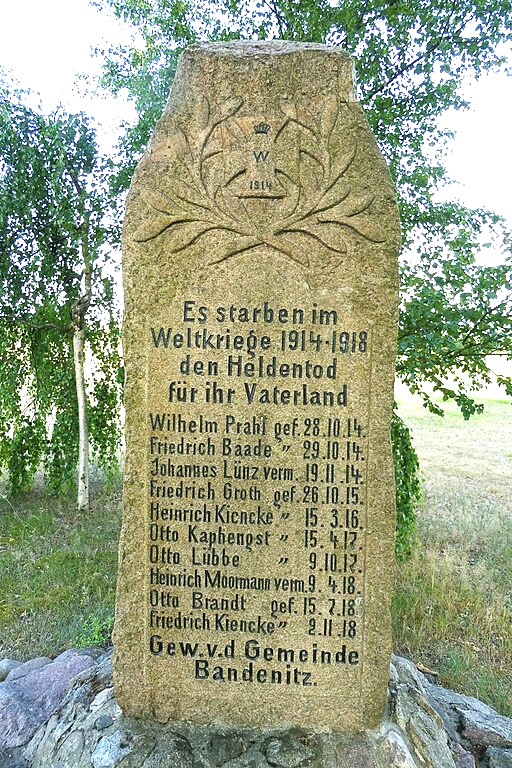 W
1914
Es starben im
Weltkriege 1914-1918
den Heldentod
für ihr Vaterland
Wilhelm Prahl gef. 28.10.14.
Friedrich Baade " 29.10.14.
Johannes Lünz verm. 19.11.14.
Friedrich Groth gef. 26.10.15.
Heinrich Kiencke " 15.3.16.
Otto Kaphengst " 15.4.17.
Otto Lübbe " 9.10.17.
Heinrich Moormann verm. 9.4.18.
Otto Brandt gef. 15.7.18.
Friedrich Kiencke " 2.11.18
Gew. v. d Gemeinde
Bandenitz.